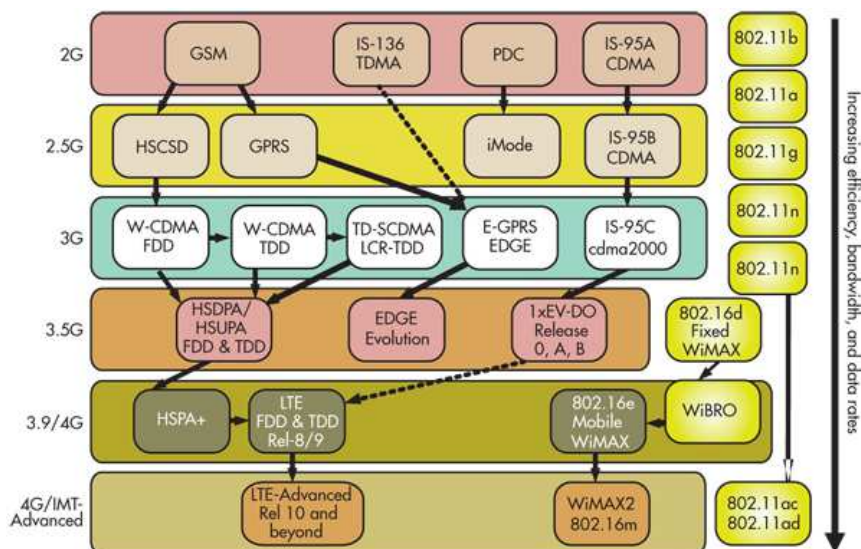 2G
GSM
IS-136
TDMA
PDC
IS-95A
CDMA
802.11b
802.11a
2.5G
HSCSD
GPRS
iMode
IS-95B
CDMA
802.11g
802.11n
3G
W-CDMA
FDD
W-CDMA
TDD
TD-SCDMA
LCR-TDD
E-GPRS
EDGE
IS-95C
cdma2000
802.11n
3.5G
HSDPA/
HSUPA
FDD & TDD
EDGE
Evolution
1xEV-DO
Release
0, A, B
802.16d
Fixed
WiMAX
3.9/4G
HSPA+
LTE
FDD & TDD
Rel-8/9
802.16e
Mobile
WiMAX
WiBRO
4G/IMT-
Advanced
LTE-Advanced
Rel 10 and
beyond
WiMAX2
802.16m
802.11ac
802.11ad
Increasing efficiency, bandwidth, and data rates